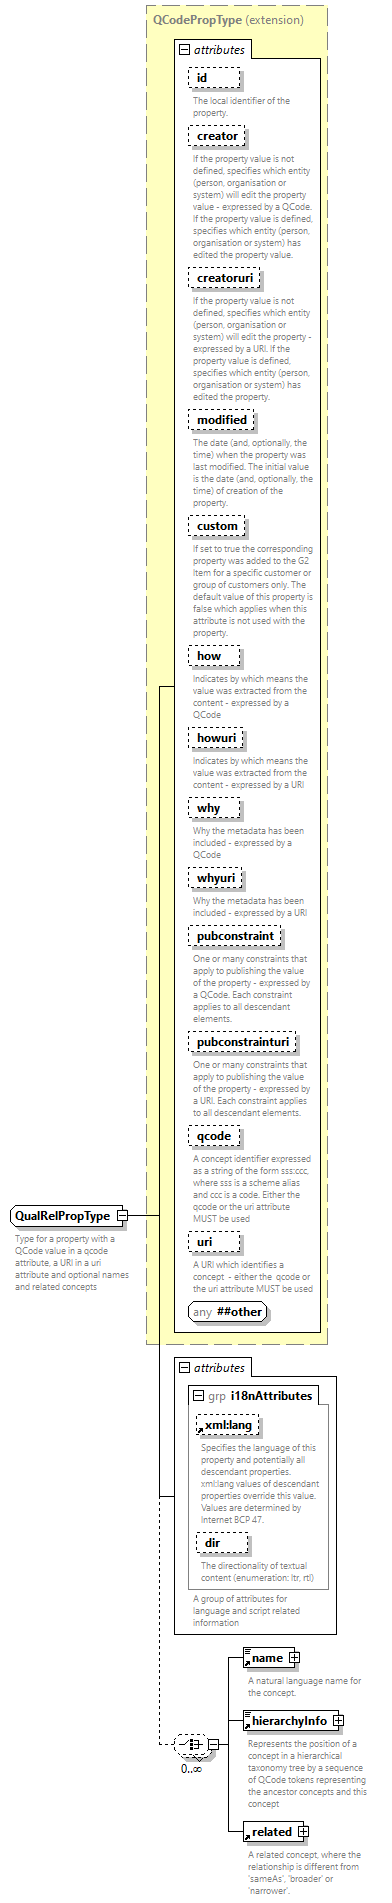 QCodePropType (extension)
attributes
id
The local identifier of the
property.
creator
If the property value is not
defined, specifies which entity
(person, organisation or
system) will edit the property
value - expressed by a QCode.
If the property value is defined,
specifies which entity (person,
organisation or system) has
edited the property value.
creatoruri
If the property value is not
defined, specifies which entity
(person, organisation or
system) will edit the property -
expressed by a URI. If the
property value is defined,
specifies which entity (person,
organisation or system) has
edited the property.
modified
The date (and, optionally, the
time) when the property was
last modified. The initial value
is the date (and, optionally, the
time) of creation of the
property.
custom
If set to true the corresponding
property was added to the G2
Item for a specific customer or
group of customers only. The
default value of this property is
false which applies when this
attribute is not used with the
property.
how
Indicates by which means the
value was extracted from the
content - expressed by a
QCode
howuri
Indicates by which means the
value was extracted from the
content - expressed by a URI
why
Why the metadata has been
included - expressed by a
QCode
whyuri
Why the metadata has been
included - expressed by a URI
pubconstraint
One or many constraints that
apply to publishing the value
of the property - expressed by
a QCode. Each constraint
applies to all descendant
elements.
pubconstrainturi
One or many constraints that
apply to publishing the value
of the property - expressed by
a URI. Each constraint applies
to all descendant elements.
qcode
A concept identifier expressed
as a string of the form sss:ccc,
where sss is a scheme alias
and ccc is a code. Either the
qcode or the uri attribute
MUST be used
uri
A URI which identifies a
concept - either the qcode or
the uri attribute MUST be used
any ##other
QualRelPropType
Type for a property with a
QCode value in a qcode
attribute, a URI in a uri
attribute and optional names
and related concepts
attributes
grp i18nAttributes
xml:lang
Specifies the language of this
property and potentially all
descendant properties.
xml:lang values of descendant
properties override this value.
Values are determined by
Internet BCP 47.
dir
The directionality of textual
content (enumeration: ltr, rtl)
A group of attributes for
language and script related
information
0..∞
name
A natural language name for
the concept.
hierarchyInfo
Represents the position of a
concept in a hierarchical
taxonomy tree by a sequence
of QCode tokens representing
the ancestor concepts and this
concept
related
A related concept, where the
relationship is different from
'sameAs', 'broader' or
'narrower'.